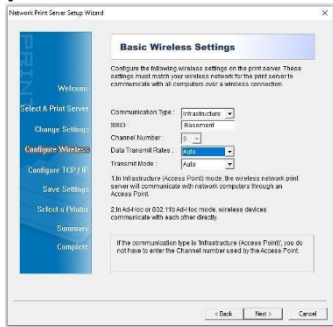 Network Print Server Setup Wizard
Basic Wireless Settings
Configure the following wireless settings on the print server. These
settings must match your wireless network for the print server to
communicate with all computers over a wireless connection.
PRINT
Welcome
Select A Print Server
Change Settings
Configure Wireless
Configure TCP/IP
Save Settings
Select a Printer
Summary
Complete
Communication Type : Infrastructure
SSID : Basement
Channel Number : 6
Data Transmit Rates : Auto
Transmit Mode : Auto
1.In Infrastructure (Access Point) mode, the wireless network print
server will communicate with network computers through an
Access Point.
2.In Ad-Hoc or 802.11b Ad-Hoc mode, wireless devices
communicate with each other directly.
If the communication type is 'Infrastructure (Access Point)', you do
not have to enter the Channel number used by the Access Point.
< Back Next > Cancel